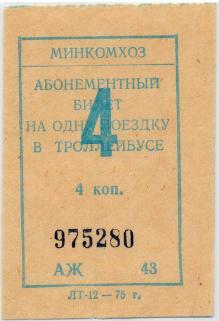 МИНКОМХОЗ
АБОНЕМЕНТНЫЙ
БИЛЕТ
НА ОДНУ ПОЕЗДКУ
В ТРОЛЛЕЙБУСЕ
4
4 коп.
975280
АЖ 43
ЛТ-12—75 г.